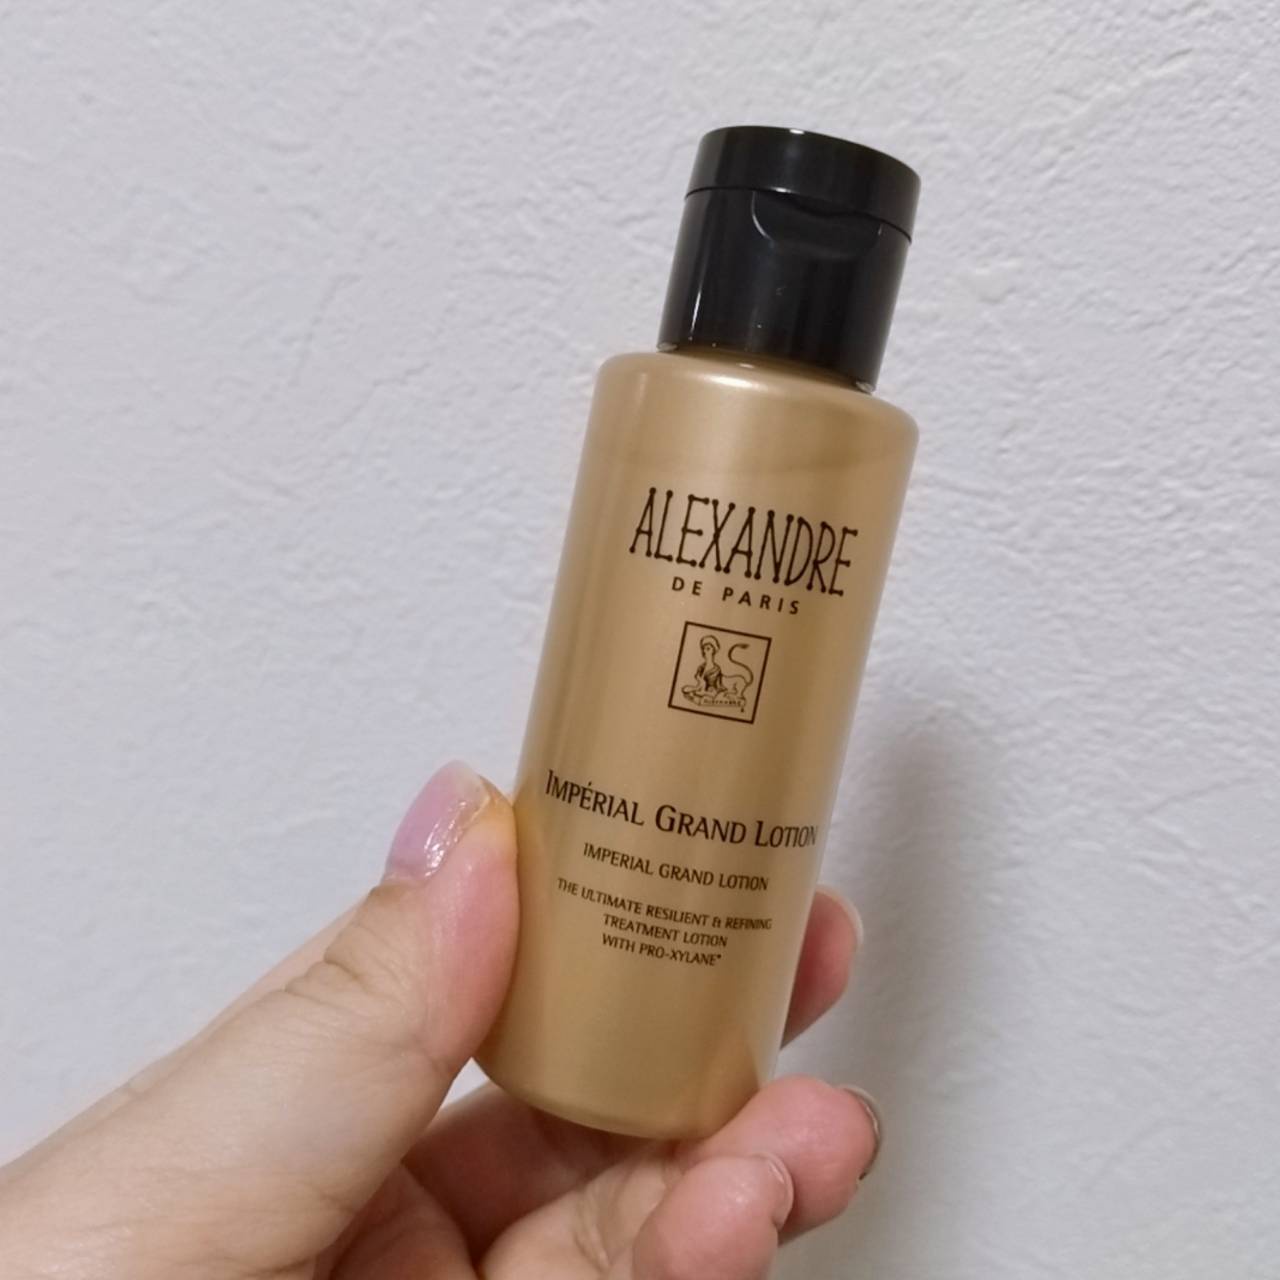 ALEXANDRE
DE PARIS
IMPÉRIAL GRAND LOTION
IMPERIAL GRAND LOTION
THE ULTIMATE RESILIENT & REFINING
TREATMENT LOTION
WITH PRO-XYLANE*